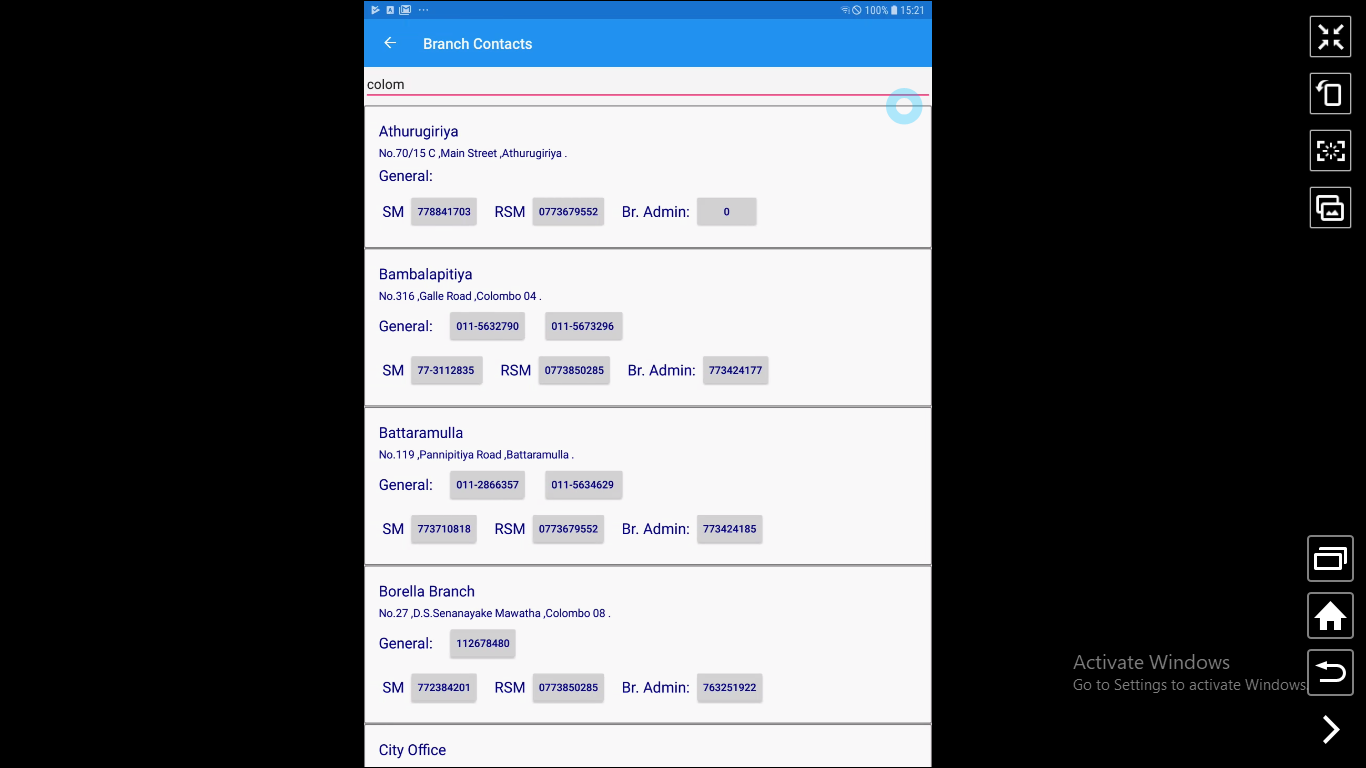 100% 15:21
Branch Contacts
colom
Athurugiriya
No.70/15 C ,Main Street ,Athurugiriya .
General:
SM 778841703 RSM 0773679552 Br. Admin: 0
Bambalapitiya
No.316 ,Galle Road ,Colombo 04 .
General: 011-5632790 011-5673296
SM 77-3112835 RSM 0773850285 Br. Admin: 773424177
Battaramulla
No.119 ,Pannipitiya Road ,Battaramulla .
General: 011-2866357 011-5634629
SM 773710818 RSM 0773679552 Br. Admin: 773424185
Borella Branch
No.27 ,D.S.Senanayake Mawatha ,Colombo 08 .
General: 112678480
SM 772384201 RSM 0773850285 Br. Admin: 763251922
City Office
Activate Windows
Go to Settings to activate Windows